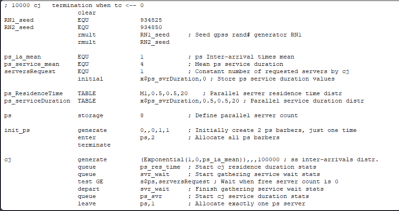 ; 10000 cj termination when tc <-- 0
clear
RN1_seed EQU 934825
RN2_seed EQU 934850
rmult RN1_seed ; Seed gpss rand# generator RN1
rmult RN2_seed
ps_is_mean EQU 1 ; ps Inter-arrival times mean
ps_service_mean EQU 4 ; Mean ps service duration
serversRequest EQU 1 ; Constant number of requested servers by cj
initial x$ps_svrDuration,0 ; Store ps service duration values
ps_ResidenceTime TABLE M1,0.5,0.5,20 ; Parallel server residence time distr
ps_serviceDuration TABLE x$ps_svrDuration,0.5,0.5,20 ; Parallel service duration distr
ps storage 8 ; Define parallel server count
init_ps generate 0,,0,1,1 ; Initially create 2 ps barbers, just one time
enter ps,2 ; Allocate all ps barbers
terminate
cj generate (Exponential(1,0,ps_is_mean)),,,100000 ; ss inter-arrivals distr.
queue ps_res_time ; Start cj residence duration stats
queue svr_wait ; Start gathering service wait stats
test GE s$ps,serversRequest ; Wait when free server count is 0
depart svr_wait ; Finish gathering service wait stats
queue ps_svr ; Start cj service duration stats
leave ps,1 ; Allocate exactly one ps server